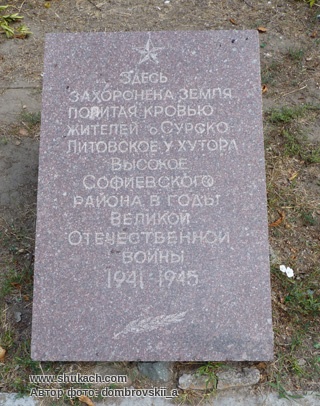 Здесь
захоронена земля
политая кровью
жителей с Сурско
Литовское у хутора
Высокое
Софиевского
района в годы
Великой
Отечественной
войны
1941-1945
www.shukach.com
Автор фото: dombrovskii_a